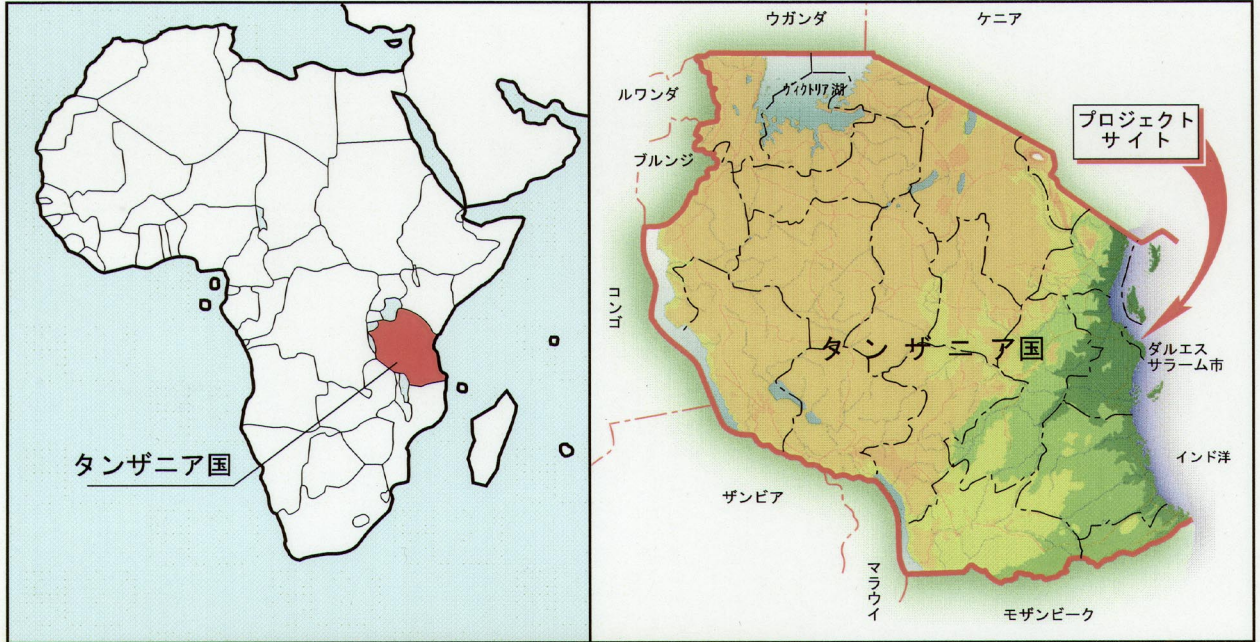 タンザニア国
ウガンダ
ケニア
ルワンダ
ヴィクトリア湖
プロジェクト
サイト
ブルンジ
コンゴ
タンザニア国
ダルエス
サラーム市
インド洋
ザンビア
マラウイ
モザンビーク